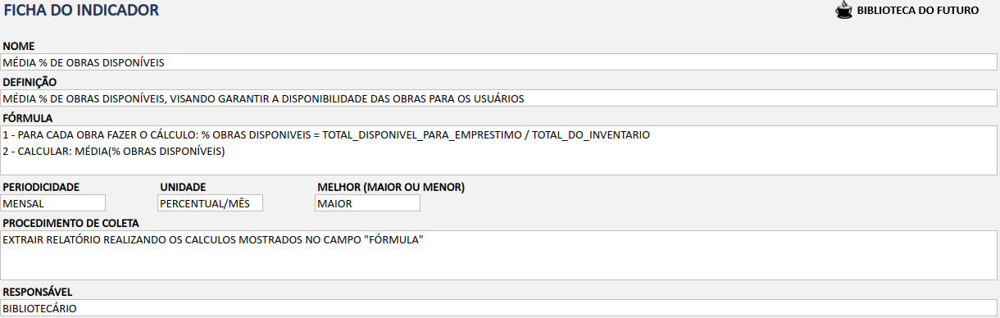 FICHA DO INDICADOR
BIBLIOTECA DO FUTURO
NOME
MÉDIA % DE OBRAS DISPONÍVEIS
DEFINIÇÃO
MÉDIA % DE OBRAS DISPONÍVEIS, VISANDO GARANTIR A DISPONIBILIDADE DAS OBRAS PARA OS USUÁRIOS
FÓRMULA
1 - PARA CADA OBRA FAZER O CÁLCULO: % OBRAS DISPONIVEIS = TOTAL_DISPONIVEL_PARA_EMPRESTIMO / TOTAL_DO_INVENTARIO
2 - CALCULAR: MÉDIA(% OBRAS DISPONÍVEIS)
PERIODICIDADE UNIDADE MELHOR (MAIOR OU MENOR)
MENSAL PERCENTUAL/MÊS MAIOR
PROCEDIMENTO DE COLETA
EXTRAIR RELATÓRIO REALIZANDO OS CALCULOS MOSTRADOS NO CAMPO "FÓRMULA"
RESPONSÁVEL
BIBLIOTECÁRIO